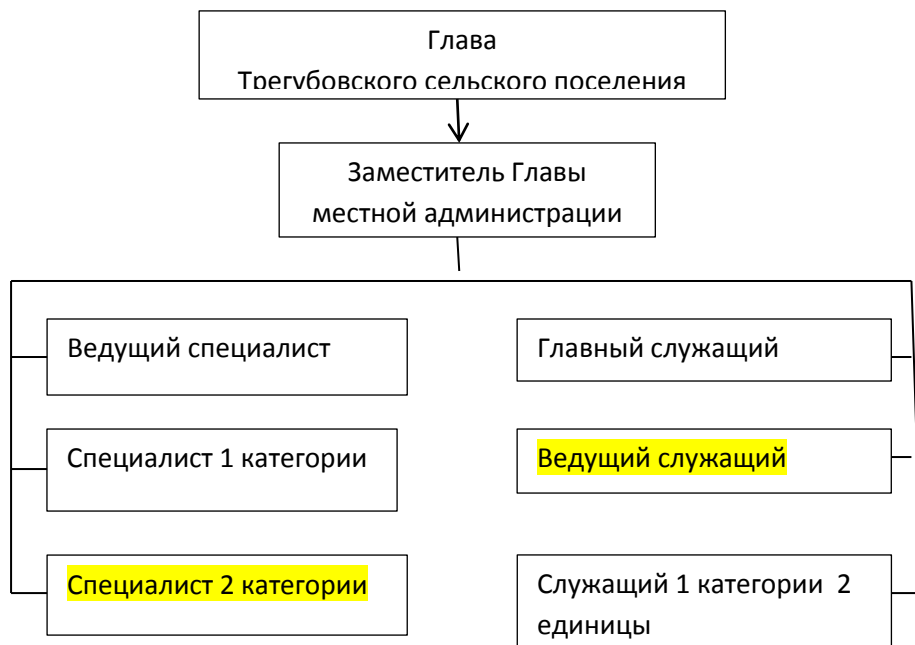 Глава
Трегубовского сельского поселения
Заместитель Главы
местной администрации
Ведущий специалист
Главный служащий
Специалист 1 категории
Ведущий служащий
Специалист 2 категории
Служащий 1 категории 2
единицы